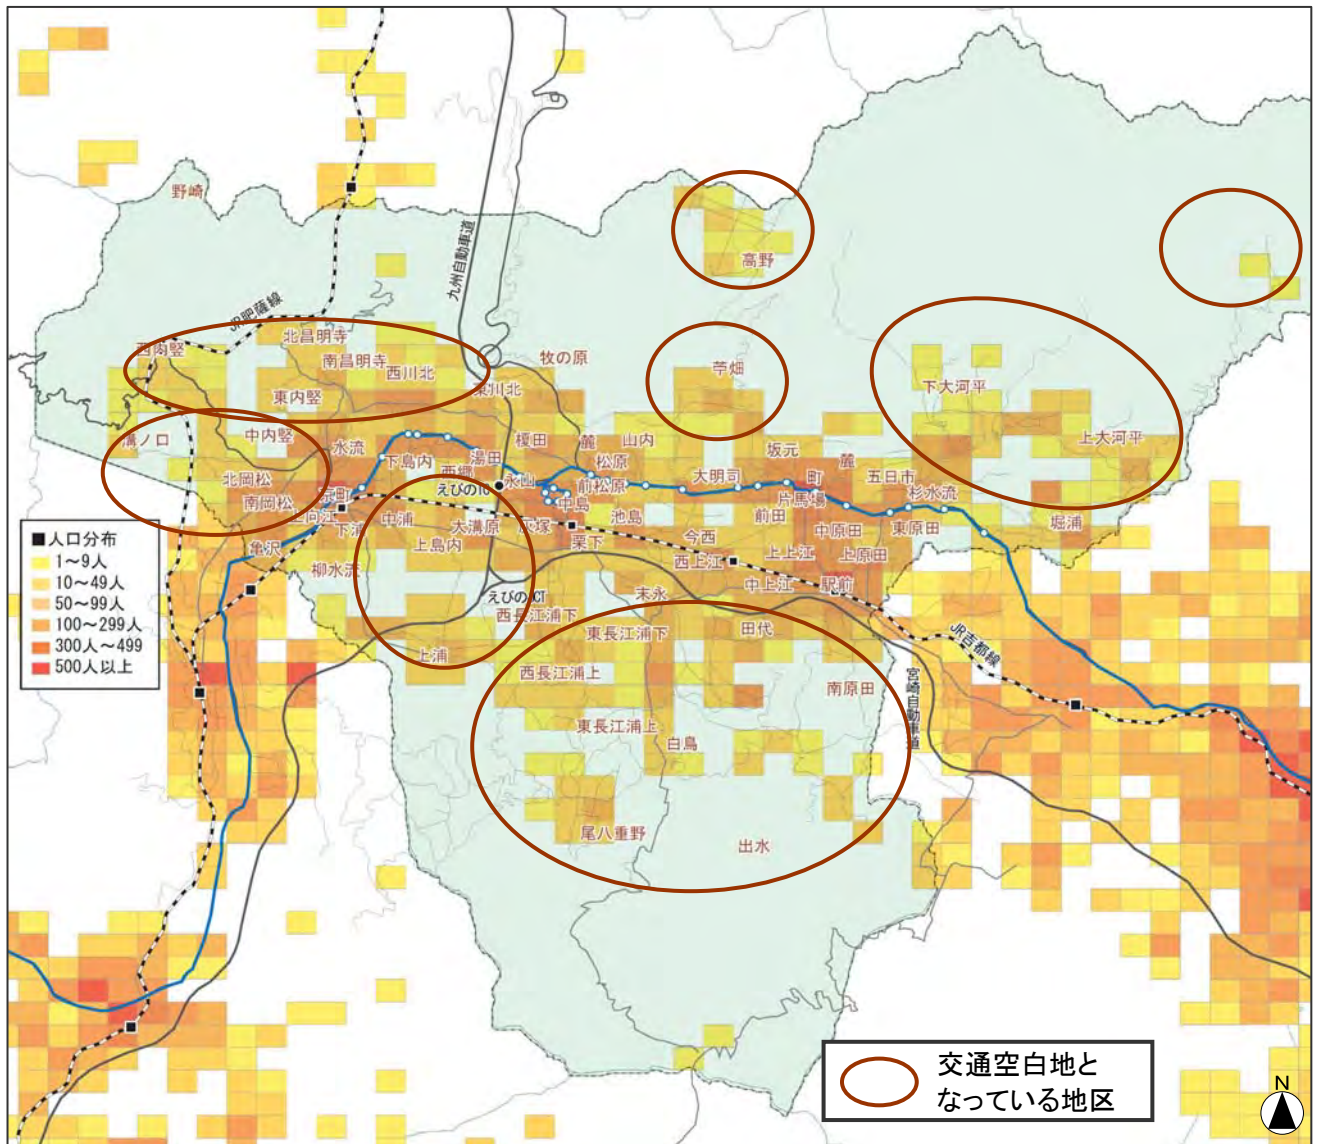 野崎
九州自動車道
高野
JR肥薩線
北昌明寺
西内竪
南昌明寺
西川北
牧の原
苧畑
東内竪
東川北
下大河平
溝ノ口
中内竪
水流
榎田
麓
山内
坂元
麓
上大河平
下島内
湯田
松原
大明司
町
五日市
北岡松
西郷
永山
前松原
片馬場
杉水流
えびのIC
南岡松
京町
中島
堀浦
上向江
下浦
中浦
大溝原
灰塚
池島
前田
中原田
東原田
亀沢
上島内
栗下
今西
西上江
上上江
上原田
柳水流
えびのJCT
末永
中上江
駅前
西長江浦下
東長江浦下
田代
JR吉都線
上浦
西長江浦上
南原田
宮崎自動車道
東長江浦上
白鳥
尾八重野
出水
人口分布
1～9人
10～49人
50～99人
100～299人
300人～499
500人以上
交通空白地と
なっている地区
N